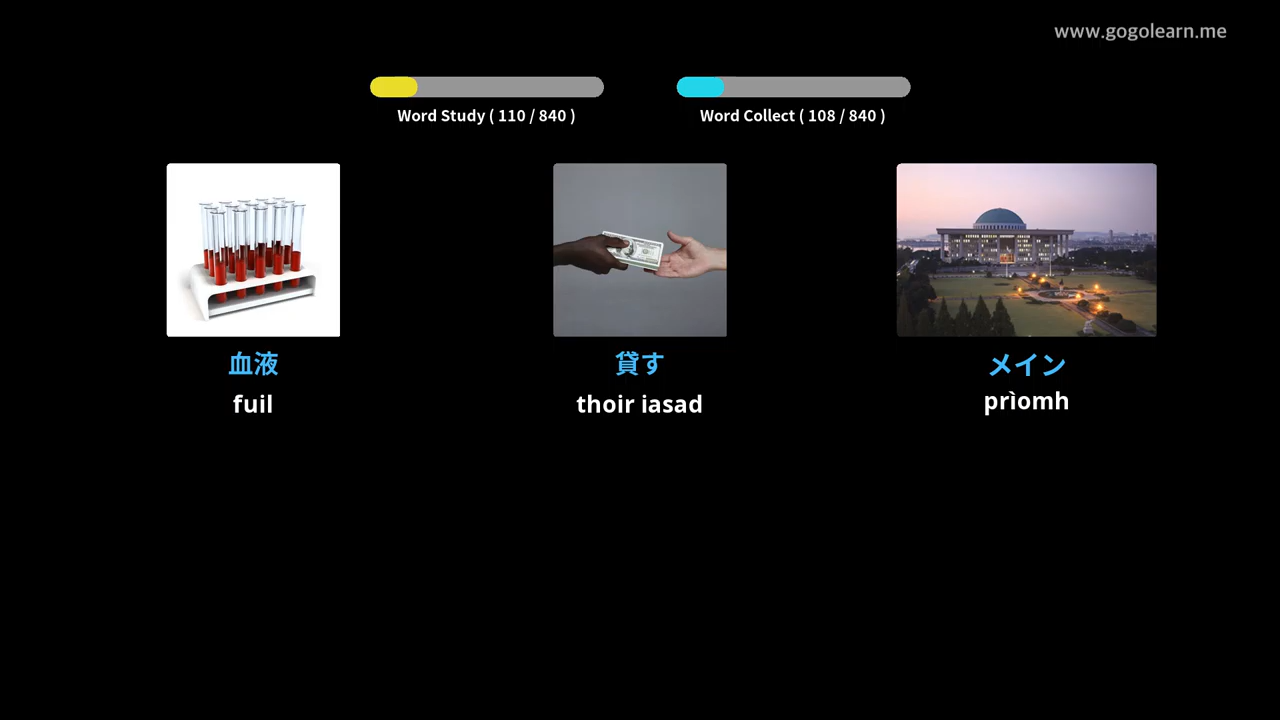 www.gogolearn.me
Word Study ( 110 / 840 )
Word Collect ( 108 / 840 )
血液
貸す
メイン
fuil
thoir iasad
prìomh